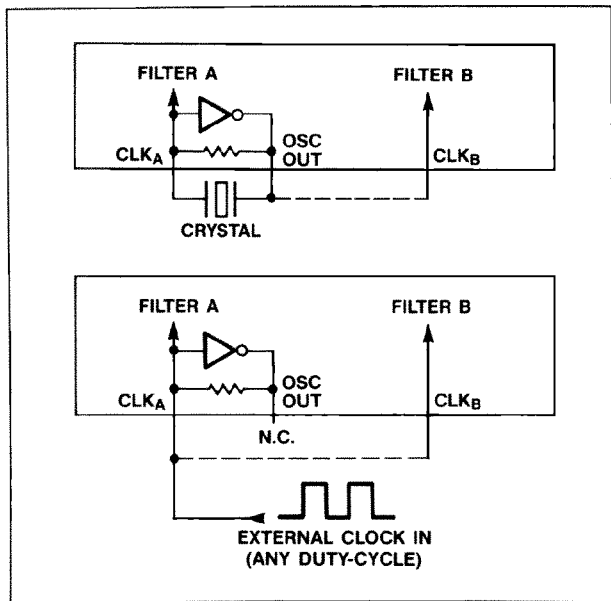 FILTER A FILTER B
OSC
OUT
CLKA CLKB
CRYSTAL
FILTER A FILTER B
OSC
OUT
CLKA CLKB
N.C.
EXTERNAL CLOCK IN
(ANY DUTY-CYCLE)